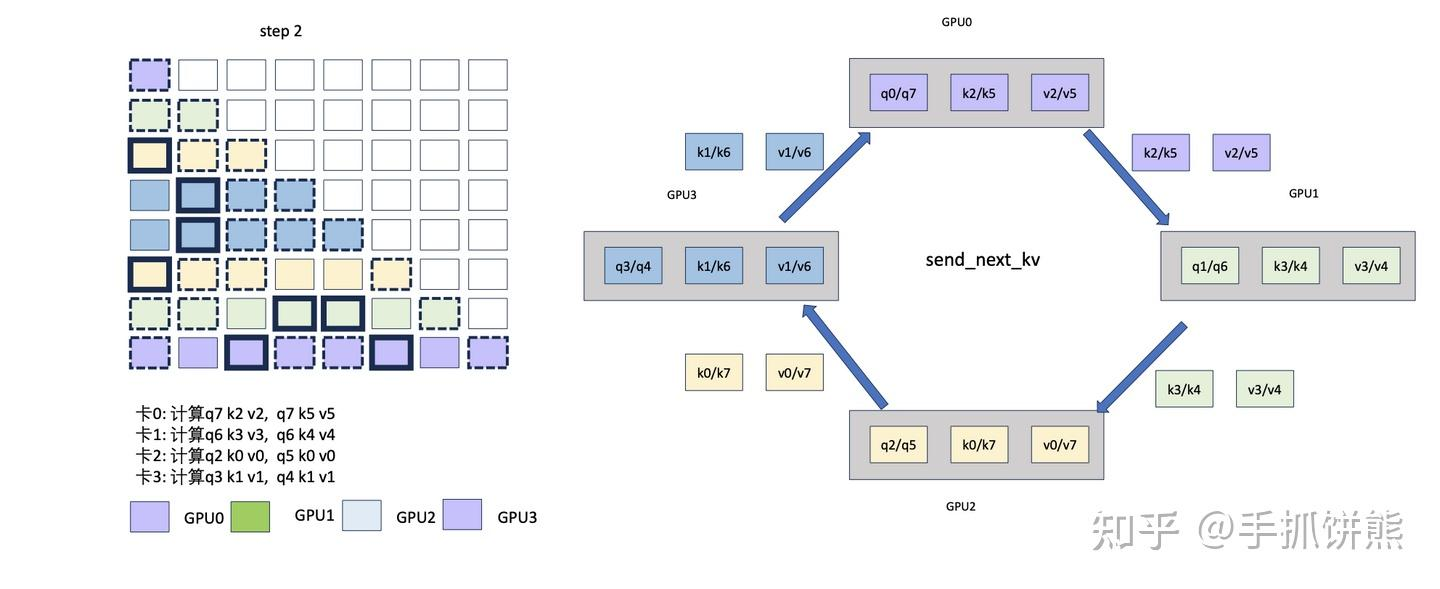 step 2
卡0: 计算q7 k2 v2, q7 k5 v5
卡1: 计算q6 k3 v3, q6 k4 v4
卡2: 计算q2 k0 v0, q5 k0 v0
卡3: 计算q3 k1 v1, q4 k1 v1
GPU0 GPU1 GPU2 GPU3
GPU0
q0/q7 k2/k5 v2/v5
k1/k6 v1/v6
k2/k5 v2/v5
GPU3
GPU1
q3/q4 k1/k6 v1/v6
send_next_kv
q1/q6 k3/k4 v3/v4
k0/k7 v0/v7
k3/k4 v3/v4
q2/q5 k0/k7 v0/v7
GPU2
知乎 @手抓饼熊